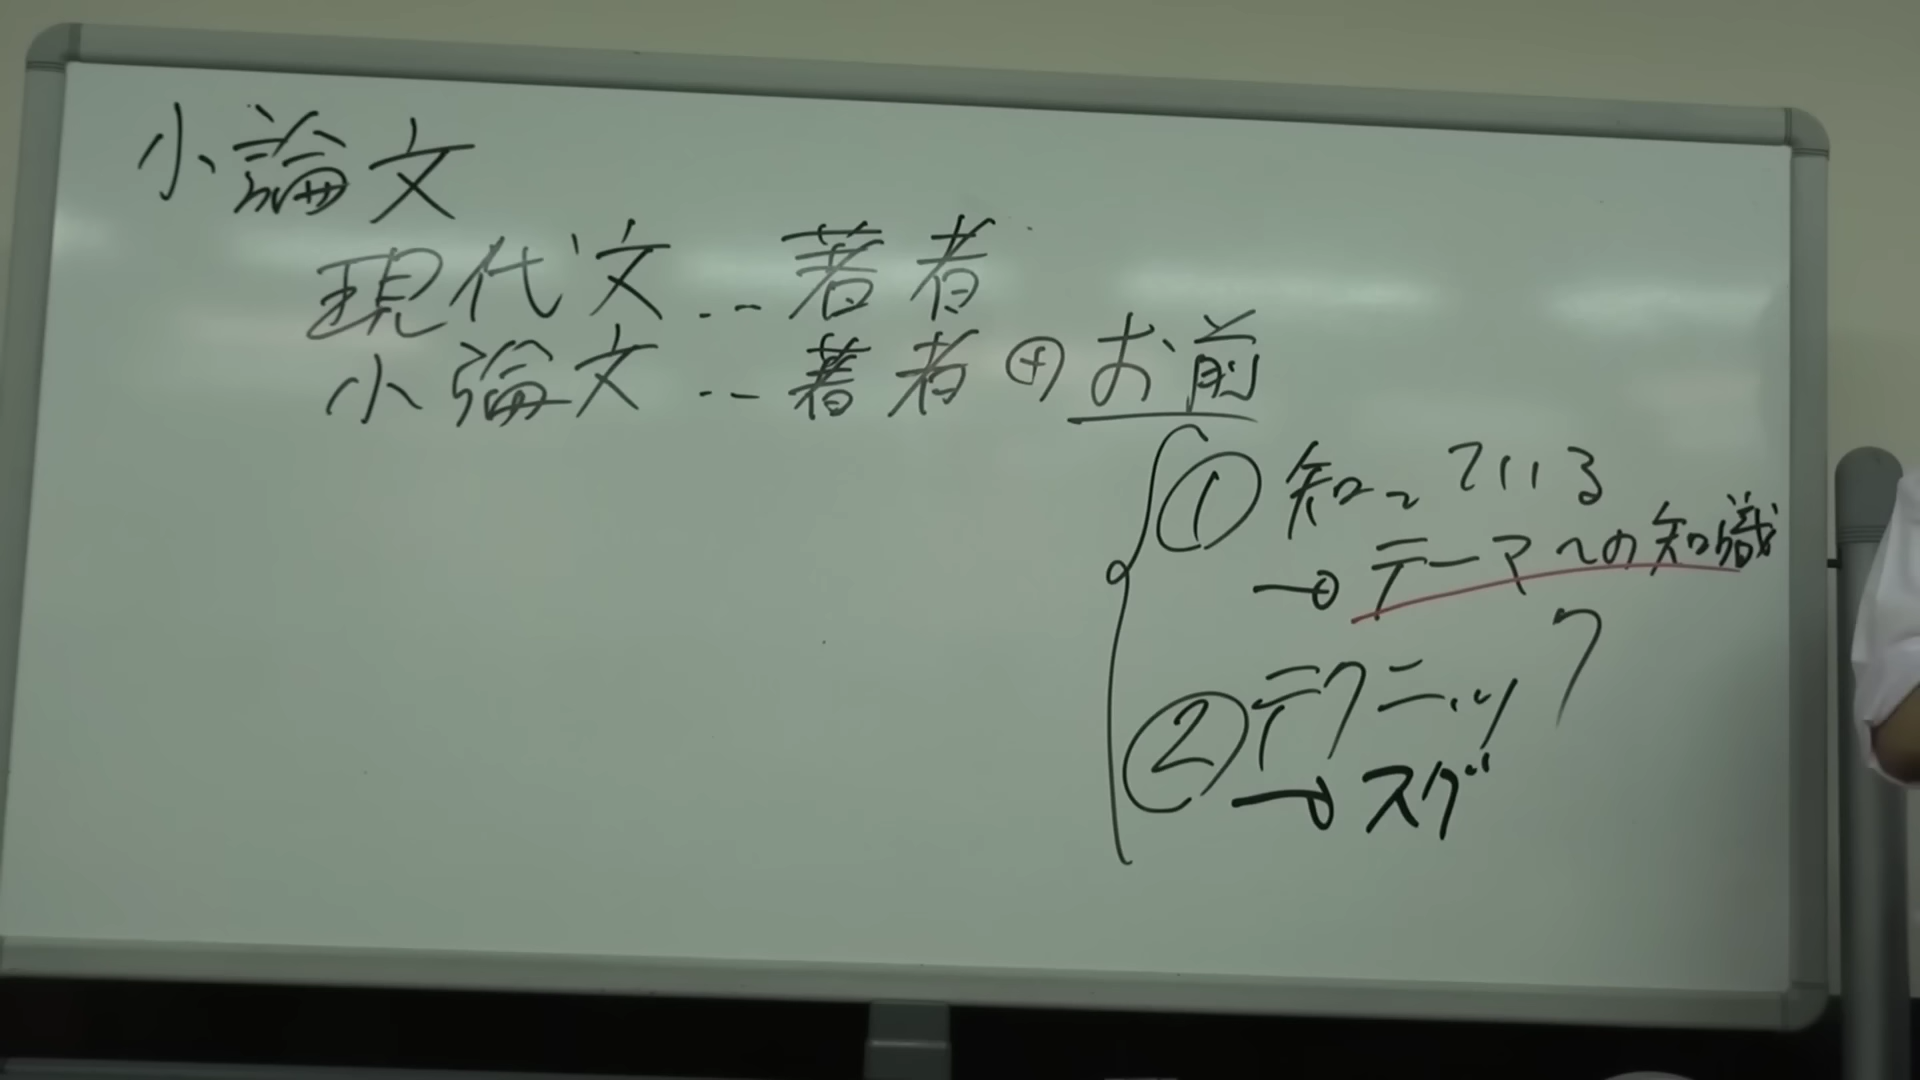 小論文
現代文…著者
小論文…著者⊕お前
①知っている
→テーマへの知識
②テクニック
→スグ